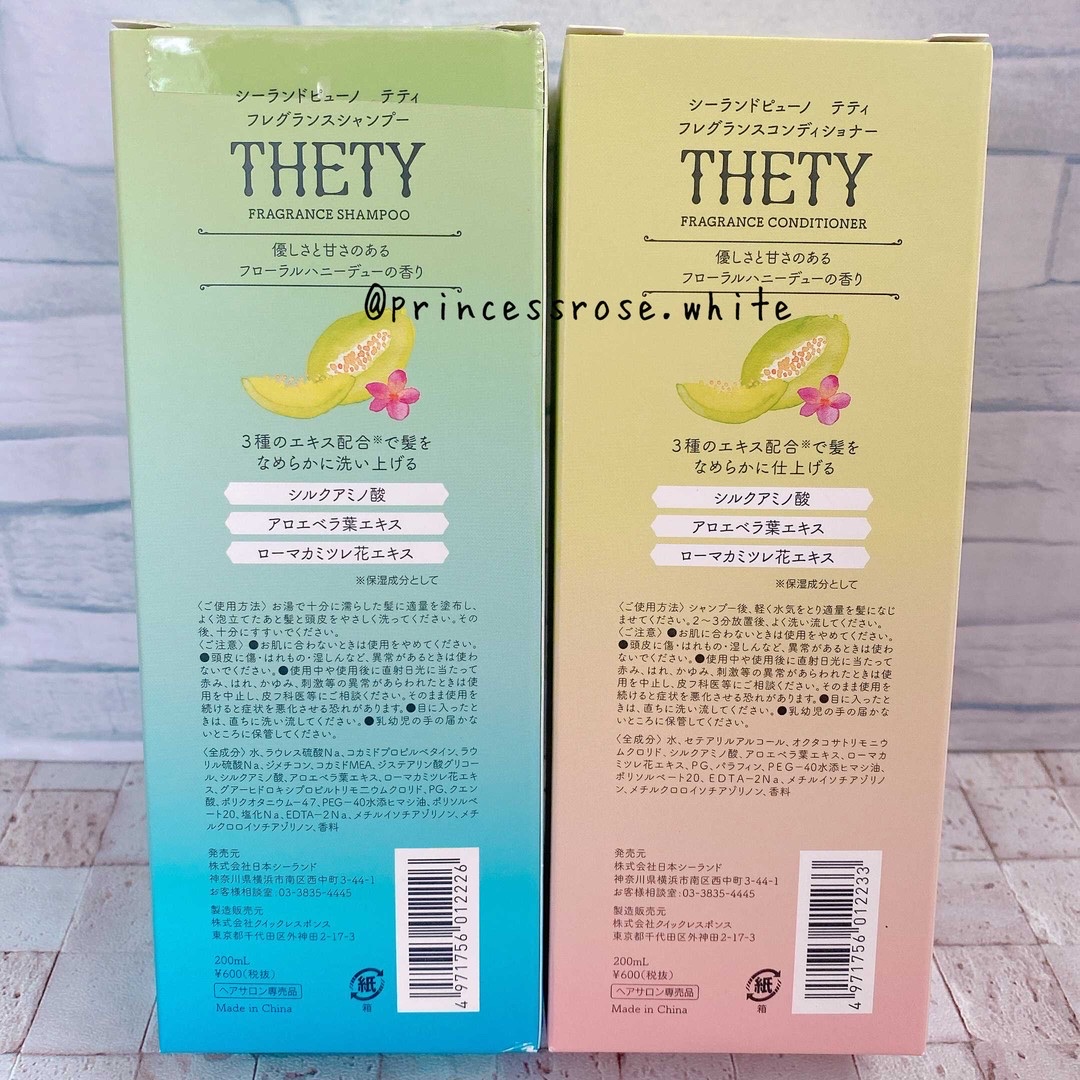 シーランドピューノ テティ
フレグランスシャンプー
THETY
FRAGRANCE SHAMPOO
優しさと甘さのある
フローラルハニーデューの香り
3種のエキス配合※で髪を
なめらかに洗い上げる
シルクアミノ酸
アロエベラ葉エキス
ローマカミツレ花エキス
※保湿成分として
〈ご使用方法〉お湯で十分に濡らした髪に適量を塗布し、
よく泡立てたあと髪と頭皮をやさしく洗ってください。その
後、十分にすすいでください。
〈ご注意〉●お肌に合わないときは使用をやめてください。
●頭皮に傷・はれもの・湿しんなど、異常があるときは使わ
ないでください。●使用中や使用後に直射日光に当たって
赤み、はれ、かゆみ、刺激等の異常があらわれたときは使
用を中止し、皮フ科医等にご相談ください。そのまま使用を
続けると症状を悪化させる恐れがあります。●目に入ったと
きは、直ちに洗い流してください。●乳幼児の手の届かな
いところに保管してください。
〈全成分〉水、ラウレス硫酸Na、コカミドプロピルベタイン、ラウ
リル硫酸Na、ジメチコン、コカミドMEA、ジステアリン酸グリコー
ル、シルクアミノ酸、アロエベラ葉エキス、ローマカミツレ花エキ
ス、グアーヒドロキシプロピルトリモニウムクロリド、PG、クエン
酸、ポリクオタニウム-47、PEG-40水添ヒマシ油、ポリソルベ
ート20、塩化Na、EDTA-2Na、メチルイソチアゾリノン、メチ
ルクロロイソチアゾリノン、香料
発売元
株式会社日本シーランド
神奈川県横浜市南区西中町3-44-1
お客様相談室:03-3835-4445
製造販売元
株式会社クイックレスポンス
東京都千代田区外神田2-17-3
200mL
¥600(税抜)
ヘアサロン専売品
Made in China
紙
箱
4971756012226
シーランドピューノ テティ
フレグランスコンディショナー
THETY
FRAGRANCE CONDITIONER
優しさと甘さのある
フローラルハニーデューの香り
3種のエキス配合※で髪を
なめらかに仕上げる
シルクアミノ酸
アロエベラ葉エキス
ローマカミツレ花エキス
※保湿成分として
〈ご使用方法〉シャンプー後、軽く水気をとり適量を髪になじ
ませてください。2~3分放置後、よく洗い流してください。
〈ご注意〉●お肌に合わないときは使用をやめてください。
●頭皮に傷・はれもの・湿しんなど、異常があるときは使わ
ないでください。●使用中や使用後に直射日光に当たって
赤み、はれ、かゆみ、刺激等の異常があらわれたときは使
用を中止し、皮フ科医等にご相談ください。そのまま使用を
続けると症状を悪化させる恐れがあります。●目に入ったと
きは、直ちに洗い流してください。●乳幼児の手の届かな
いところに保管してください。
〈全成分〉水、セテアリルアルコール、オクタコサトリモニウ
ムクロリド、シルクアミノ酸、アロエベラ葉エキス、ローマカ
ミツレ花エキス、PG、パラフィン、PEG-40水添ヒマシ油、
ポリソルベート20、EDTA-2Na、メチルイソチアゾリノン、
メチルクロロイソチアゾリノン、香料
発売元
株式会社日本シーランド
神奈川県横浜市南区西中町3-44-1
お客様相談室:03-3835-4445
製造販売元
株式会社クイックレスポンス
東京都千代田区外神田2-17-3
200mL
¥600(税抜)
ヘアサロン専売品
Made in China
紙
箱
4971756012233
@princessrose.white